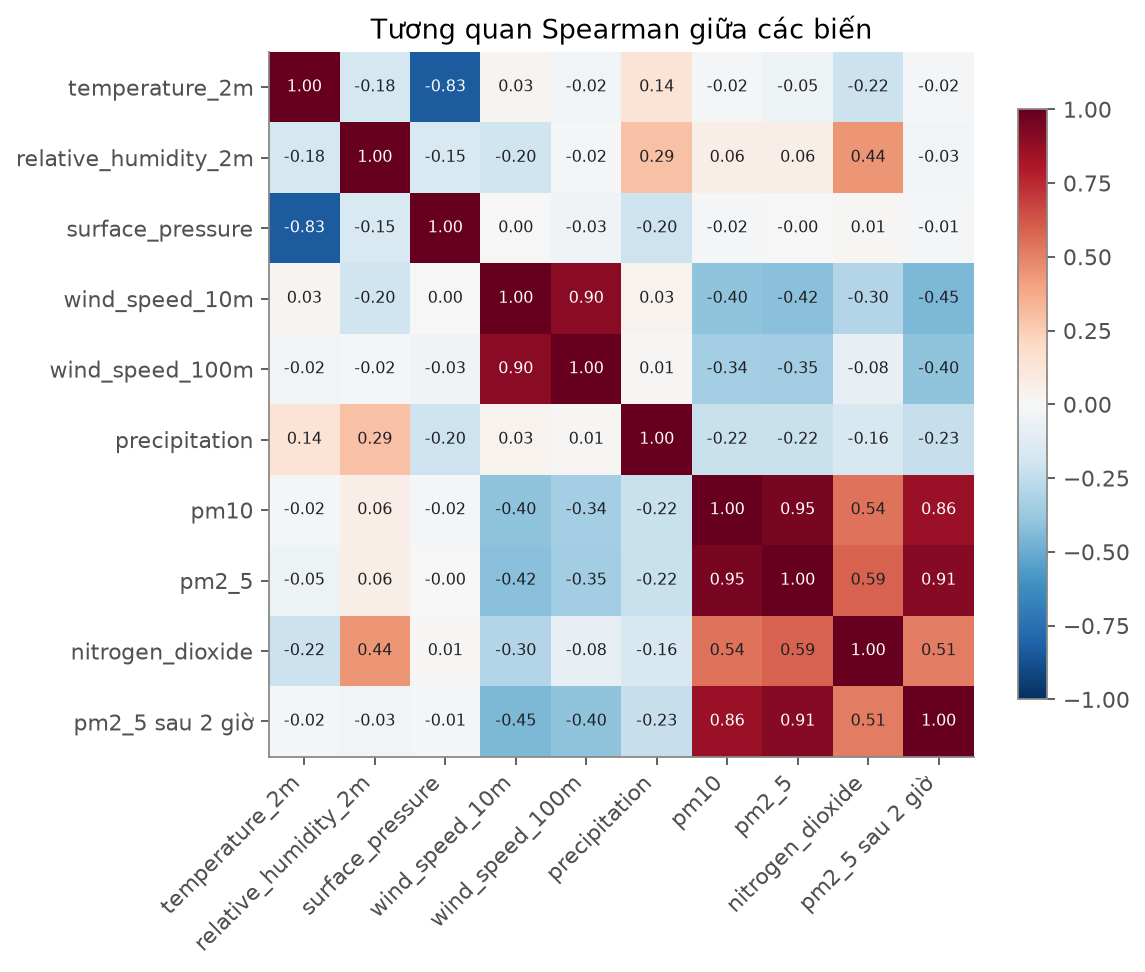 Tương quan Spearman giữa các biến
temperature_2m 1.00 -0.18 -0.83 0.03 -0.02 0.14 -0.02 -0.05 -0.22 -0.02
relative_humidity_2m -0.18 1.00 -0.15 -0.20 -0.02 0.29 0.06 0.06 0.44 -0.03
surface_pressure -0.83 -0.15 1.00 0.00 -0.03 -0.20 -0.02 -0.00 0.01 -0.01
wind_speed_10m 0.03 -0.20 0.00 1.00 0.90 0.03 -0.40 -0.42 -0.30 -0.45
wind_speed_100m -0.02 -0.02 -0.03 0.90 1.00 0.01 -0.34 -0.35 -0.08 -0.40
precipitation 0.14 0.29 -0.20 0.03 0.01 1.00 -0.22 -0.22 -0.16 -0.23
pm10 -0.02 0.06 -0.02 -0.40 -0.34 -0.22 1.00 0.95 0.54 0.86
pm2_5 -0.05 0.06 -0.00 -0.42 -0.35 -0.22 0.95 1.00 0.59 0.91
nitrogen_dioxide -0.22 0.44 0.01 -0.30 -0.08 -0.16 0.54 0.59 1.00 0.51
pm2_5 sau 2 giờ -0.02 -0.03 -0.01 -0.45 -0.40 -0.23 0.86 0.91 0.51 1.00
temperature_2m
relative_humidity_2m
surface_pressure
wind_speed_10m
wind_speed_100m
precipitation
pm10
pm2_5
nitrogen_dioxide
pm2_5 sau 2 giờ
1.00
0.75
0.50
0.25
0.00
−0.25
−0.50
−0.75
−1.00